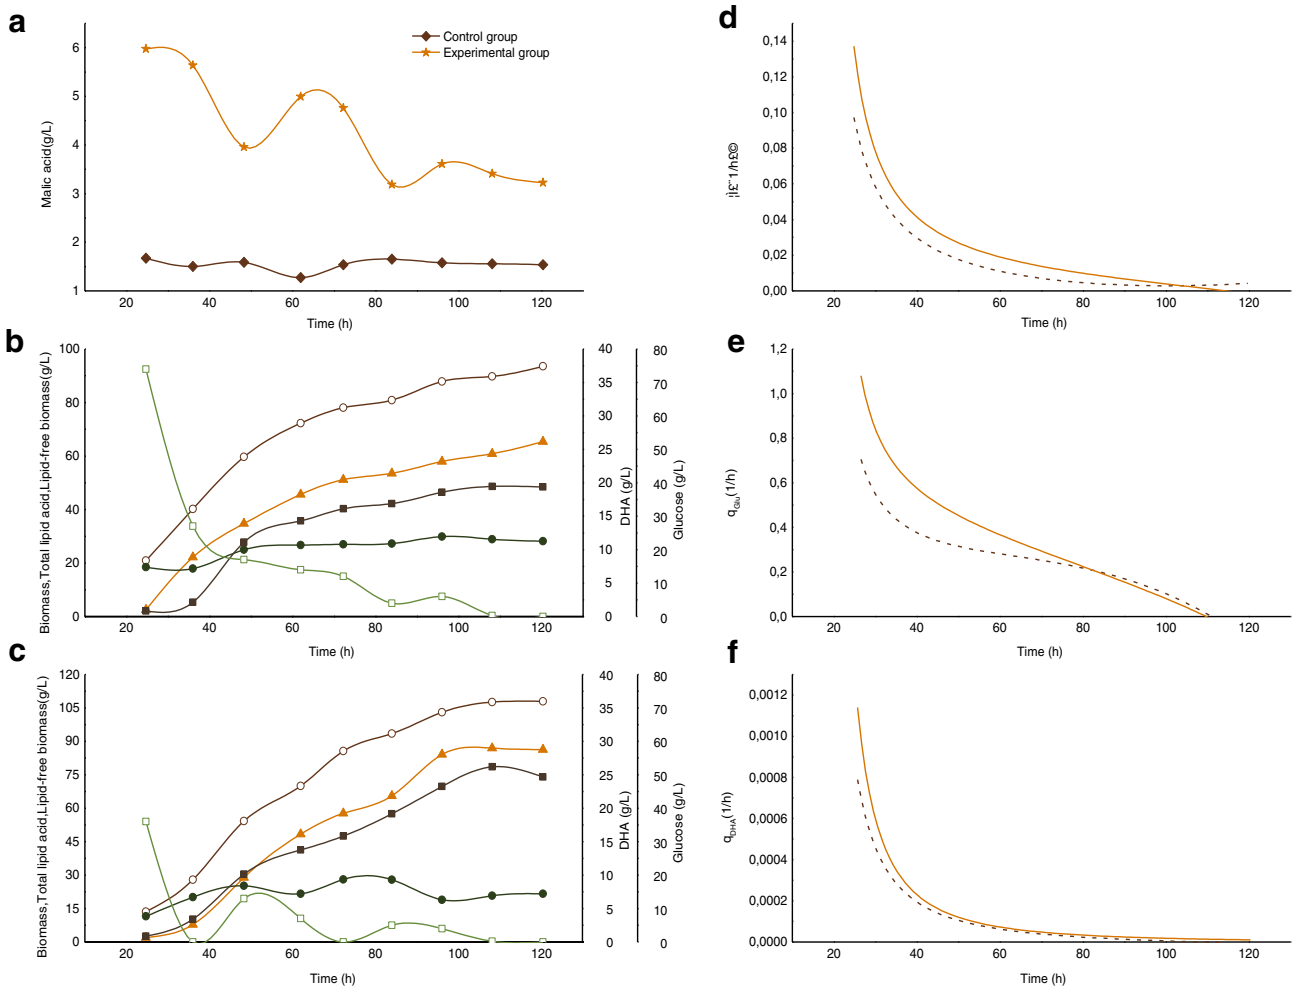 a
Control group
Experimental group
6
5
4
3
2
1
Malic acid(g/L)
20 40 60 80 100 120
Time (h)
b
100
80
60
40
20
0
Biomass,Total lipid acid,Lipid-free biomass(g/L)
40
35
30
25
20
15
10
5
0
DHA (g/L)
80
70
60
50
40
30
20
10
0
Glucose (g/L)
20 40 60 80 100 120
Time (h)
c
120
105
90
75
60
45
30
15
0
Biomass,Total lipid acid,Lipid-free biomass(g/L)
40
35
30
25
20
15
10
5
0
DHA (g/L)
80
70
60
50
40
30
20
10
0
Glucose (g/L)
20 40 60 80 100 120
Time (h)
d
0,14
0,12
0,10
0,08
0,06
0,04
0,02
0,00
¦Ì£¨1/h£©
20 40 60 80 100 120
Time (h)
e
1,2
1,0
0,8
0,6
0,4
0,2
0,0
qGlu(1/h)
20 40 60 80 100 120
Time (h)
f
0,0012
0,0010
0,0008
0,0006
0,0004
0,0002
0,0000
qDHA(1/h)
20 40 60 80 100 120
Time (h)